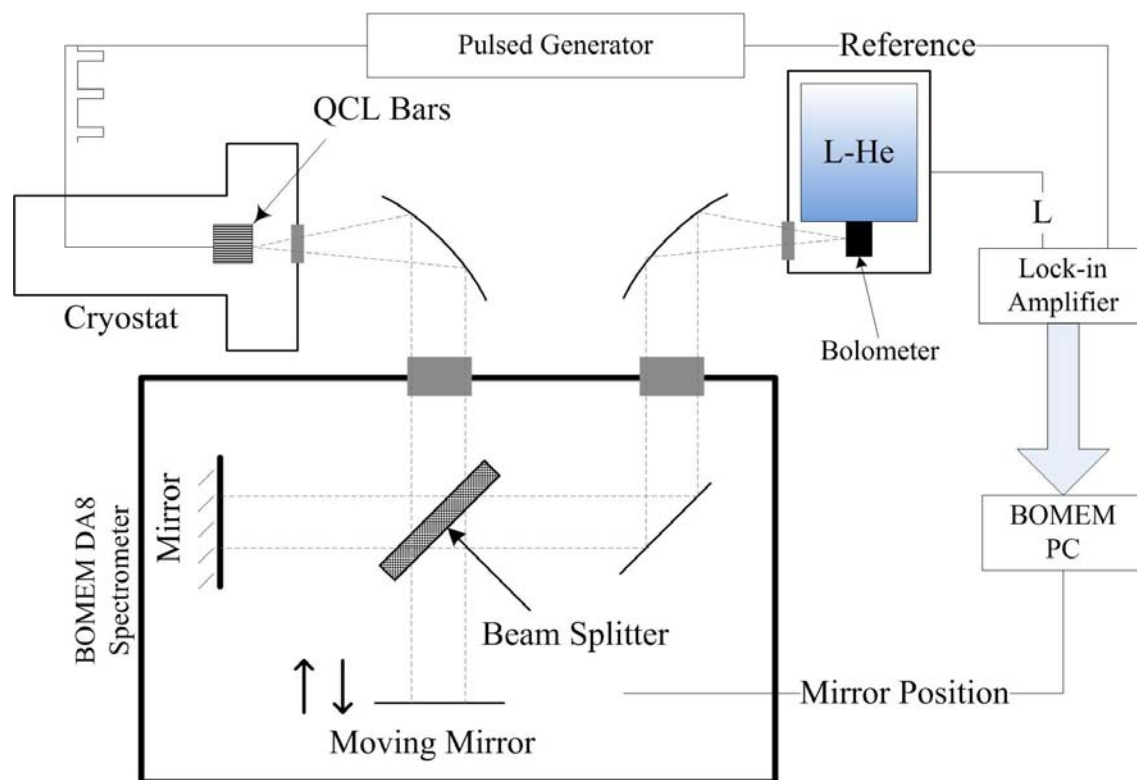 Pulsed Generator
Reference
QCL Bars
L-He
L
Cryostat
Lock-in
Amplifier
Bolometer
BOMEM DA8
Spectrometer
Mirror
BOMEM
PC
Beam Splitter
Mirror Position
Moving Mirror